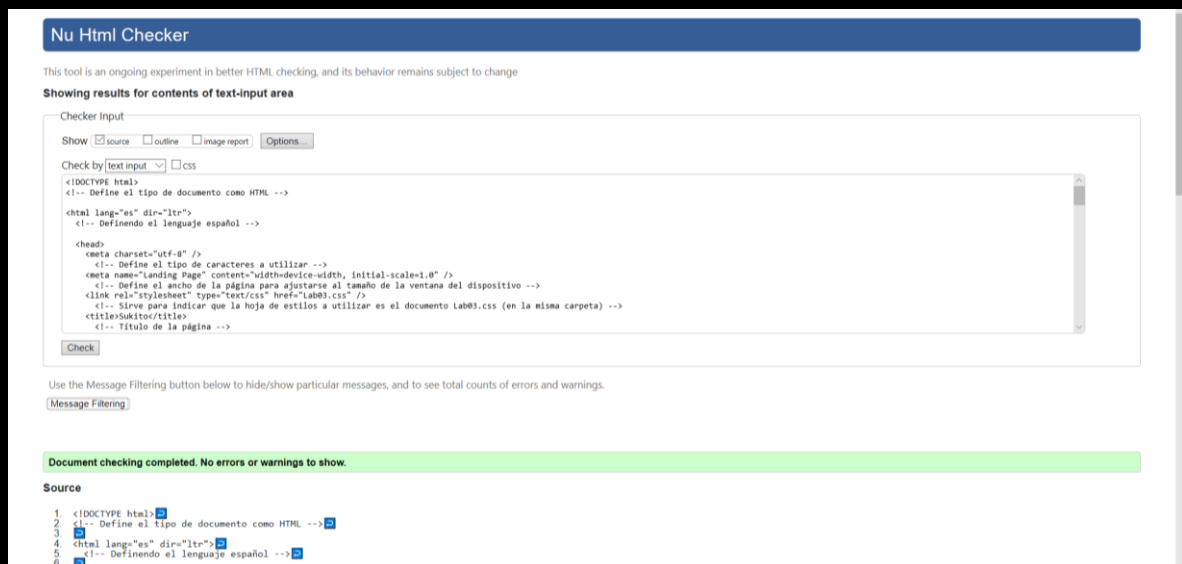 Nu Html Checker
This tool is an ongoing experiment in better HTML checking, and its behavior remains subject to change
Showing results for contents of text-input area
Checker Input
Show source outline image report Options...
Check by text input css
<!DOCTYPE html>
<!-- Define el tipo de documento como HTML -->
<html lang="es" dir="ltr">
<!-- Definendo el lenguaje español -->
<head>
<meta charset="utf-8" />
<!-- Define el tipo de caracteres a utilizar -->
<meta name="Landing Page" content="width=device-width, initial-scale=1.0" />
<!-- Define el ancho de la página para ajustarse al tamaño de la ventana del dispositivo -->
<link rel="stylesheet" type="text/css" href="Lab03.css" />
<!-- Sirve para indicar que la hoja de estilos a utilizar es el documento Lab03.css (en la misma carpeta) -->
<title>Sukito</title>
<!-- Título de la página -->
Check
Use the Message Filtering button below to hide/show particular messages, and to see total counts of errors and warnings.
Message Filtering
Document checking completed. No errors or warnings to show.
Source
1. <!DOCTYPE html>
2. <!-- Define el tipo de documento como HTML -->
3.
4. <html lang="es" dir="ltr">
5. <!-- Definendo el lenguaje español -->
6.